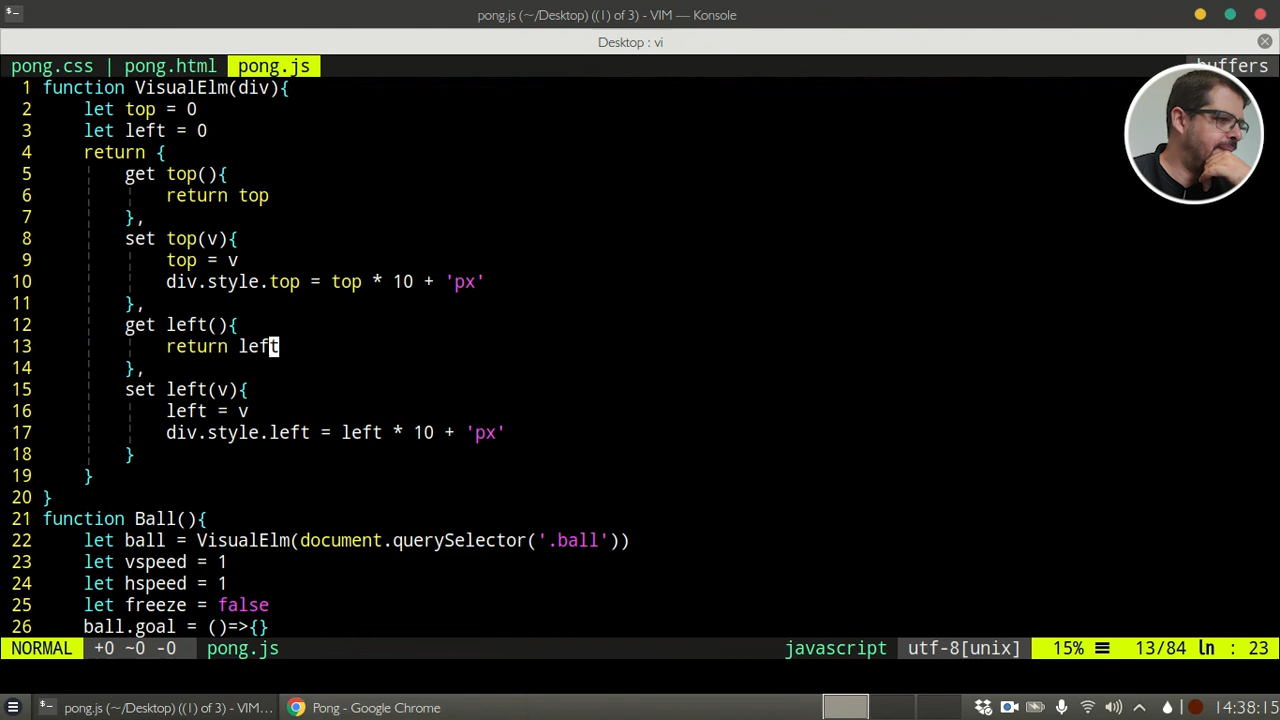 pong.js (~/Desktop) ((1) of 3) - VIM — Konsole
Desktop : vi
pong.css | pong.html pong.js buffers
1 function VisualElm(div){
2 let top = 0
3 let left = 0
4 return {
5 get top(){
6 return top
7 },
8 set top(v){
9 top = v
10 div.style.top = top * 10 + 'px'
11 },
12 get left(){
13 return left
14 },
15 set left(v){
16 left = v
17 div.style.left = left * 10 + 'px'
18 }
19 }
20 }
21 function Ball(){
22 let ball = VisualElm(document.querySelector('.ball'))
23 let vspeed = 1
24 let hspeed = 1
25 let freeze = false
26 ball.goal = ()=>{}
NORMAL +0 ~0 -0 pong.js javascript utf-8[unix] 15% ☰ 13/84 ln : 23
pong.js (~/Desktop) ((1) of 3)... Pong - Google Chrome 14:38:15